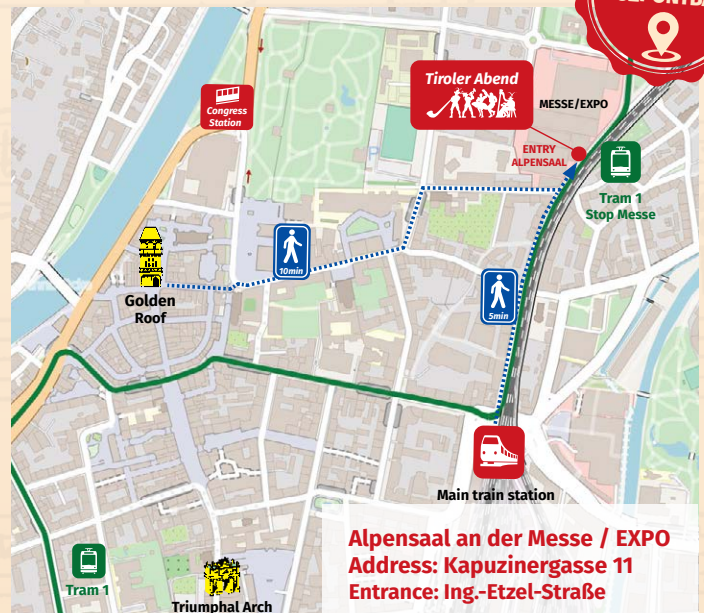 Congress
Station
Tiroler Abend
MESSE/EXPO
ENTRY
ALPENSAAL
Tram 1
Stop Messe
10min
5min
Golden
Roof
Main train station
Tram 1
Triumphal Arch
Alpensaal an der Messe / EXPO
Address: Kapuzinergasse 11
Entrance: Ing.-Etzel-Straße